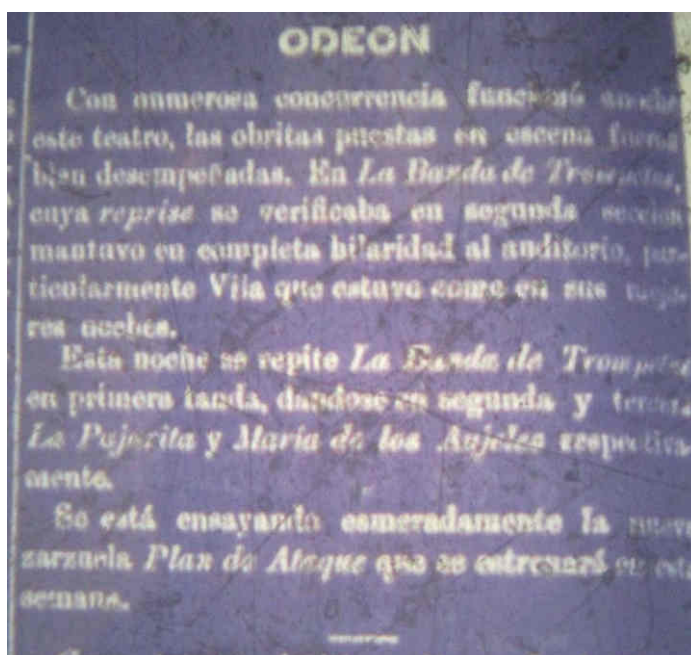 ODEON
Con numerosa concurrencia funcionó anoche
este teatro, las obritas puestas en escena fueron
bien desempeñadas. En La Banda de Trompetas,
cuya reprise se verificaba en segunda sección
mantuvo en completa hilaridad al auditorio, par-
ticularmente Vila que estuvo como en sus mejo-
res noches.
Esta noche se repite La Banda de Trompetas
en primera tanda, dandose en segunda y tercera
La Pajarita y María de los Anjeles respectiva
mente.
Se está ensayando esmeradamente la nueva
zarzuela Plan de Ataque que se estrenará en esta
semana.